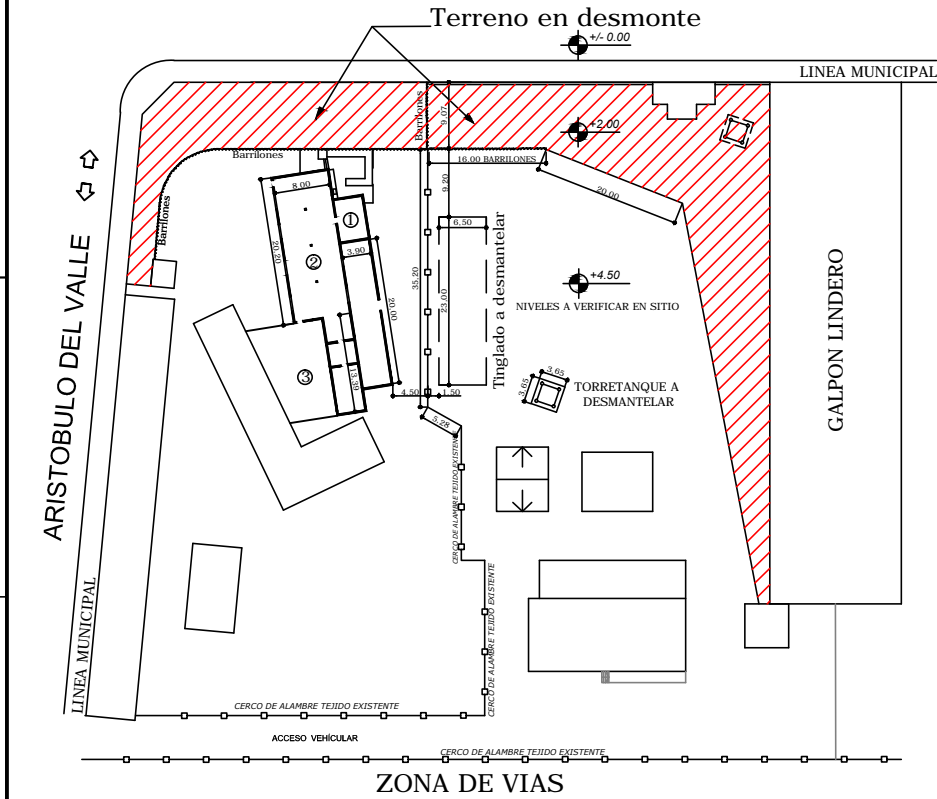 Terreno en desmonte
+/- 0.00
LINEA MUNICIPAL
Barrilones
9.07
+2.00
Barrilones
16.00 BARRILONES
8.00
9.20
20.00
Barrilones
1
6.50
3.90
2
20.20
35.20
23.00
Tinglado a desmantelar
+4.50
NIVELES A VERIFICAR EN SITIO
20.00
ARISTOBULO DEL VALLE
GALPON LINDERO
3
13.39
3.65
3.65
TORRETANQUE A
DESMANTELAR
4.50
1.50
5.28
CERCO DE ALAMBRE TEJIDO EXISTENTE
CERCO DE ALAMBRE TEJIDO EXISTENTE
LINEA MUNICIPAL
CERCO DE ALAMBRE TEJIDO EXISTENTE
ACCESO VEHÍCULAR
CERCO DE ALAMBRE TEJIDO EXISTENTE
ZONA DE VIAS